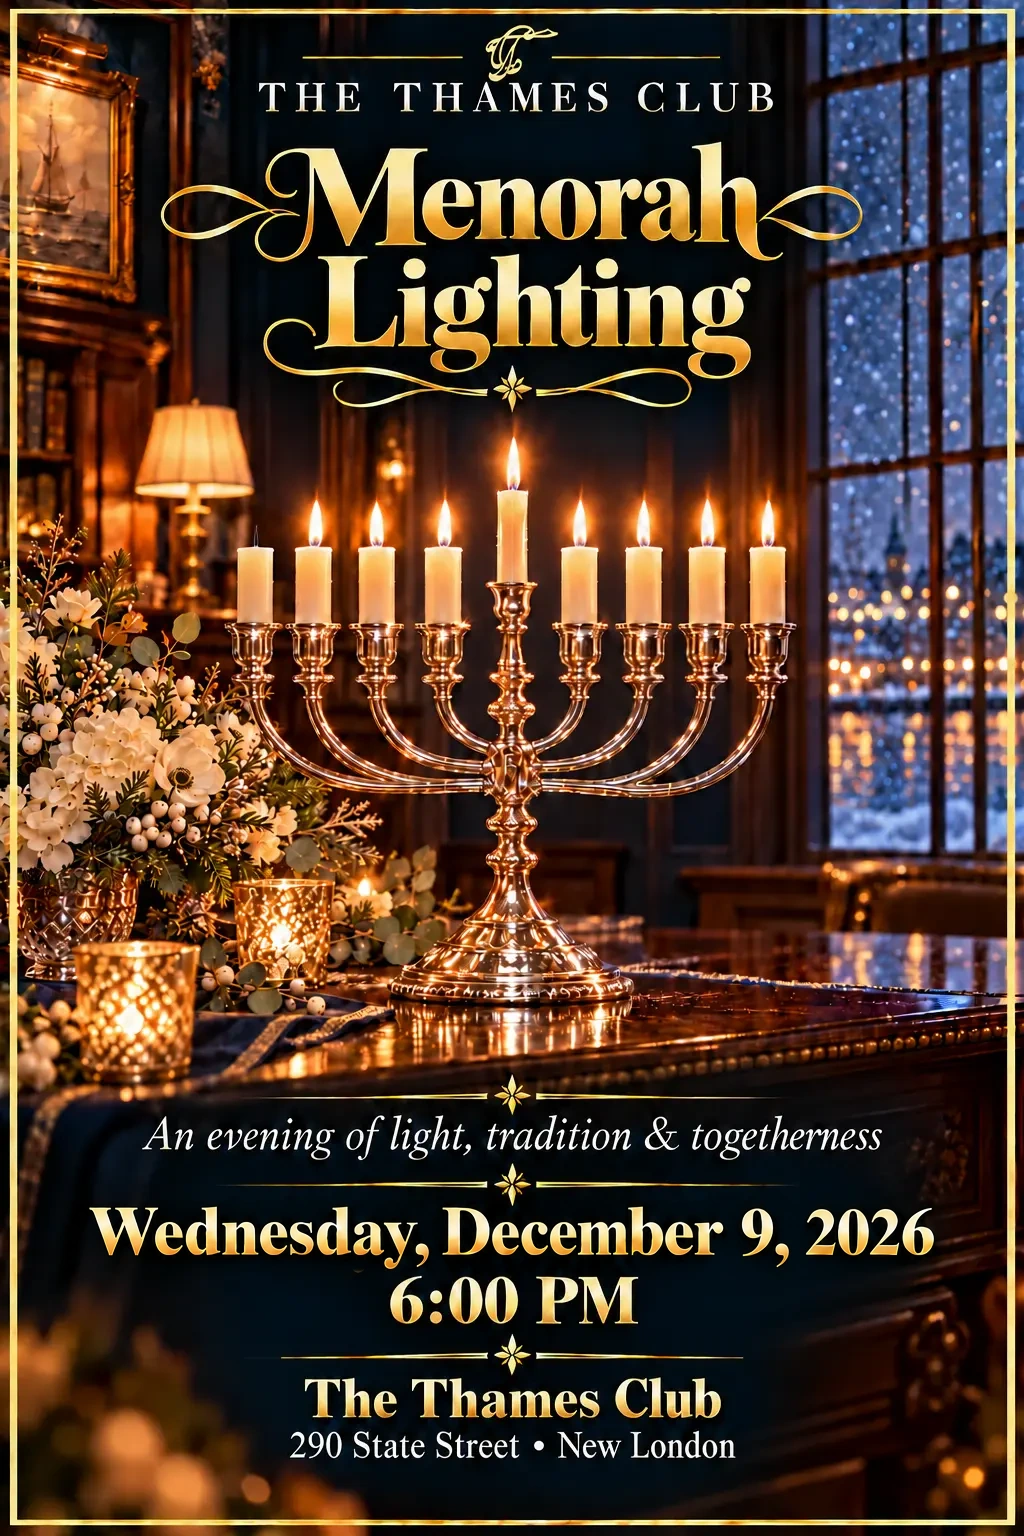 THE THAMES CLUB
Menorah
Lighting
An evening of light, tradition & togetherness
Wednesday, December 9, 2026
6:00 PM
The Thames Club
290 State Street • New London